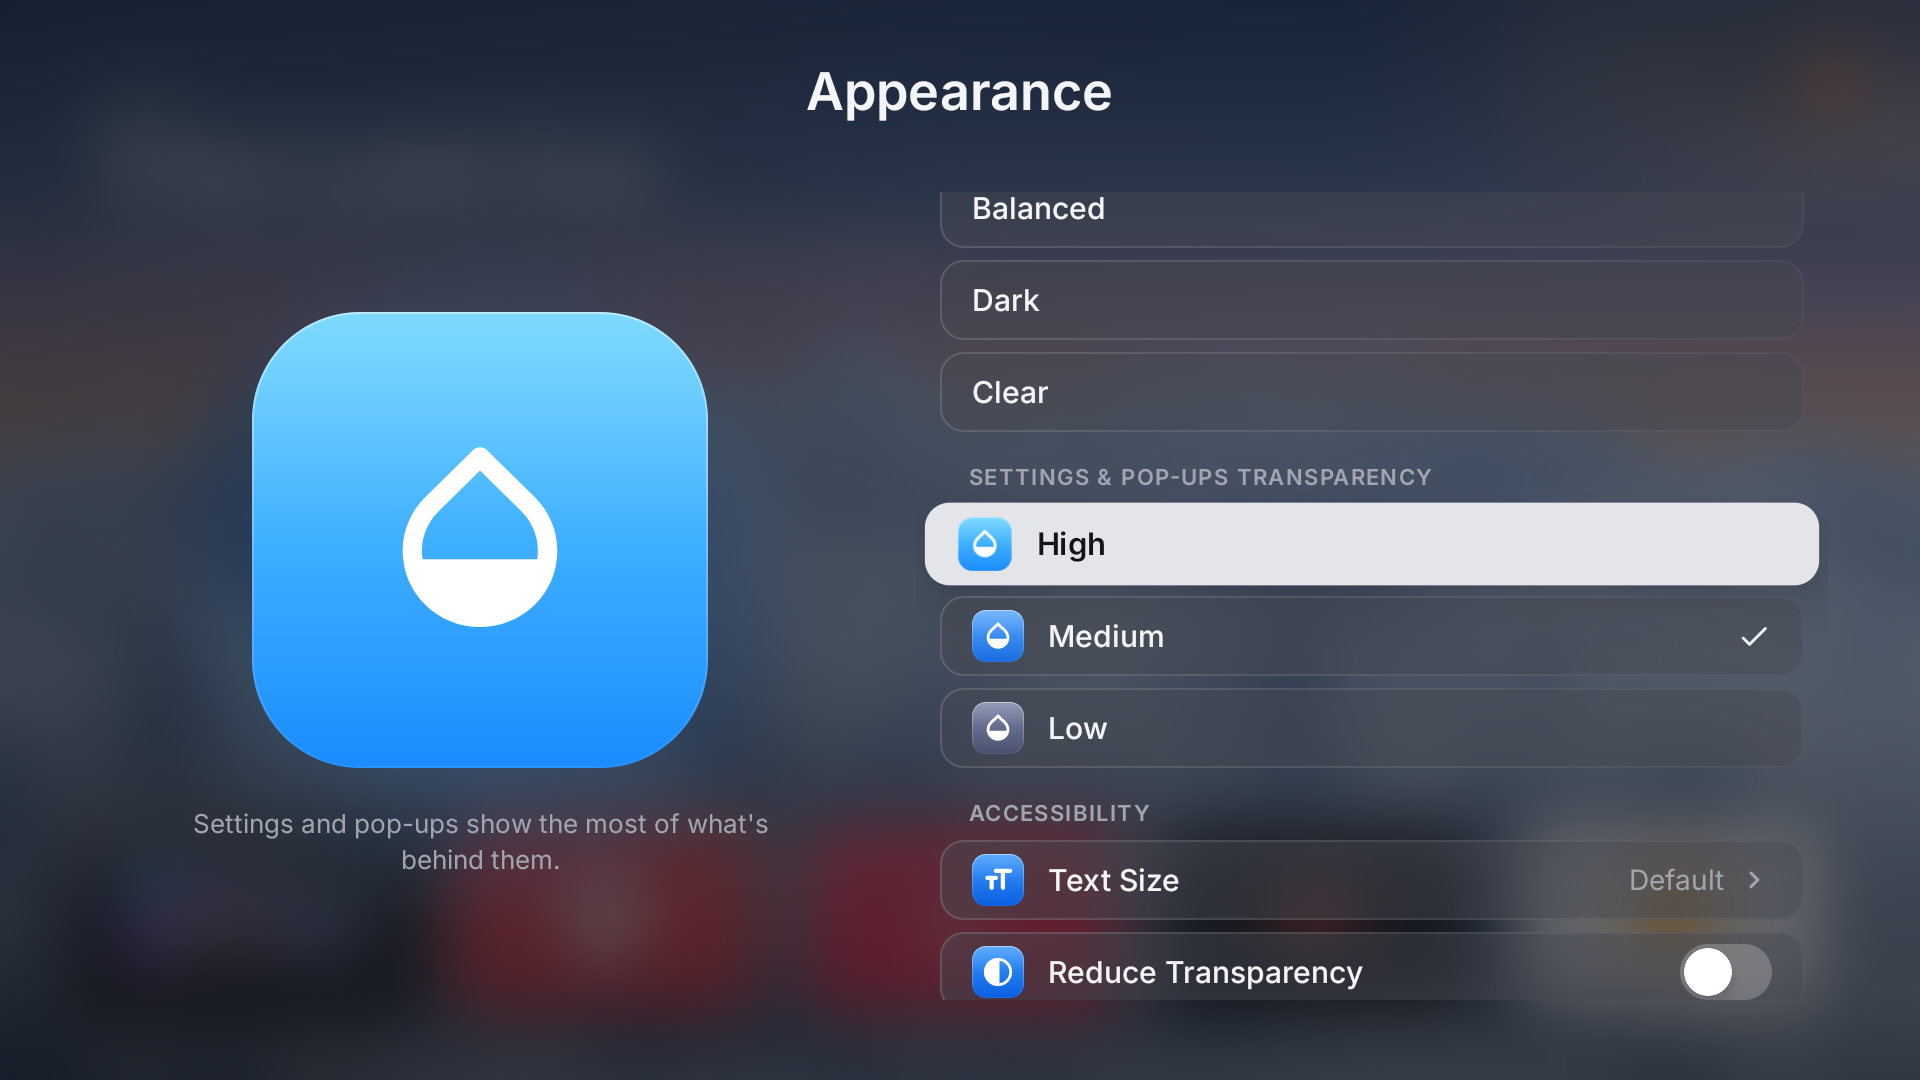 Appearance
Balanced
Dark
Clear
SETTINGS & POP-UPS TRANSPARENCY
High
Medium
Low
Settings and pop-ups show the most of what's
behind them.
ACCESSIBILITY
Text Size Default
Reduce Transparency